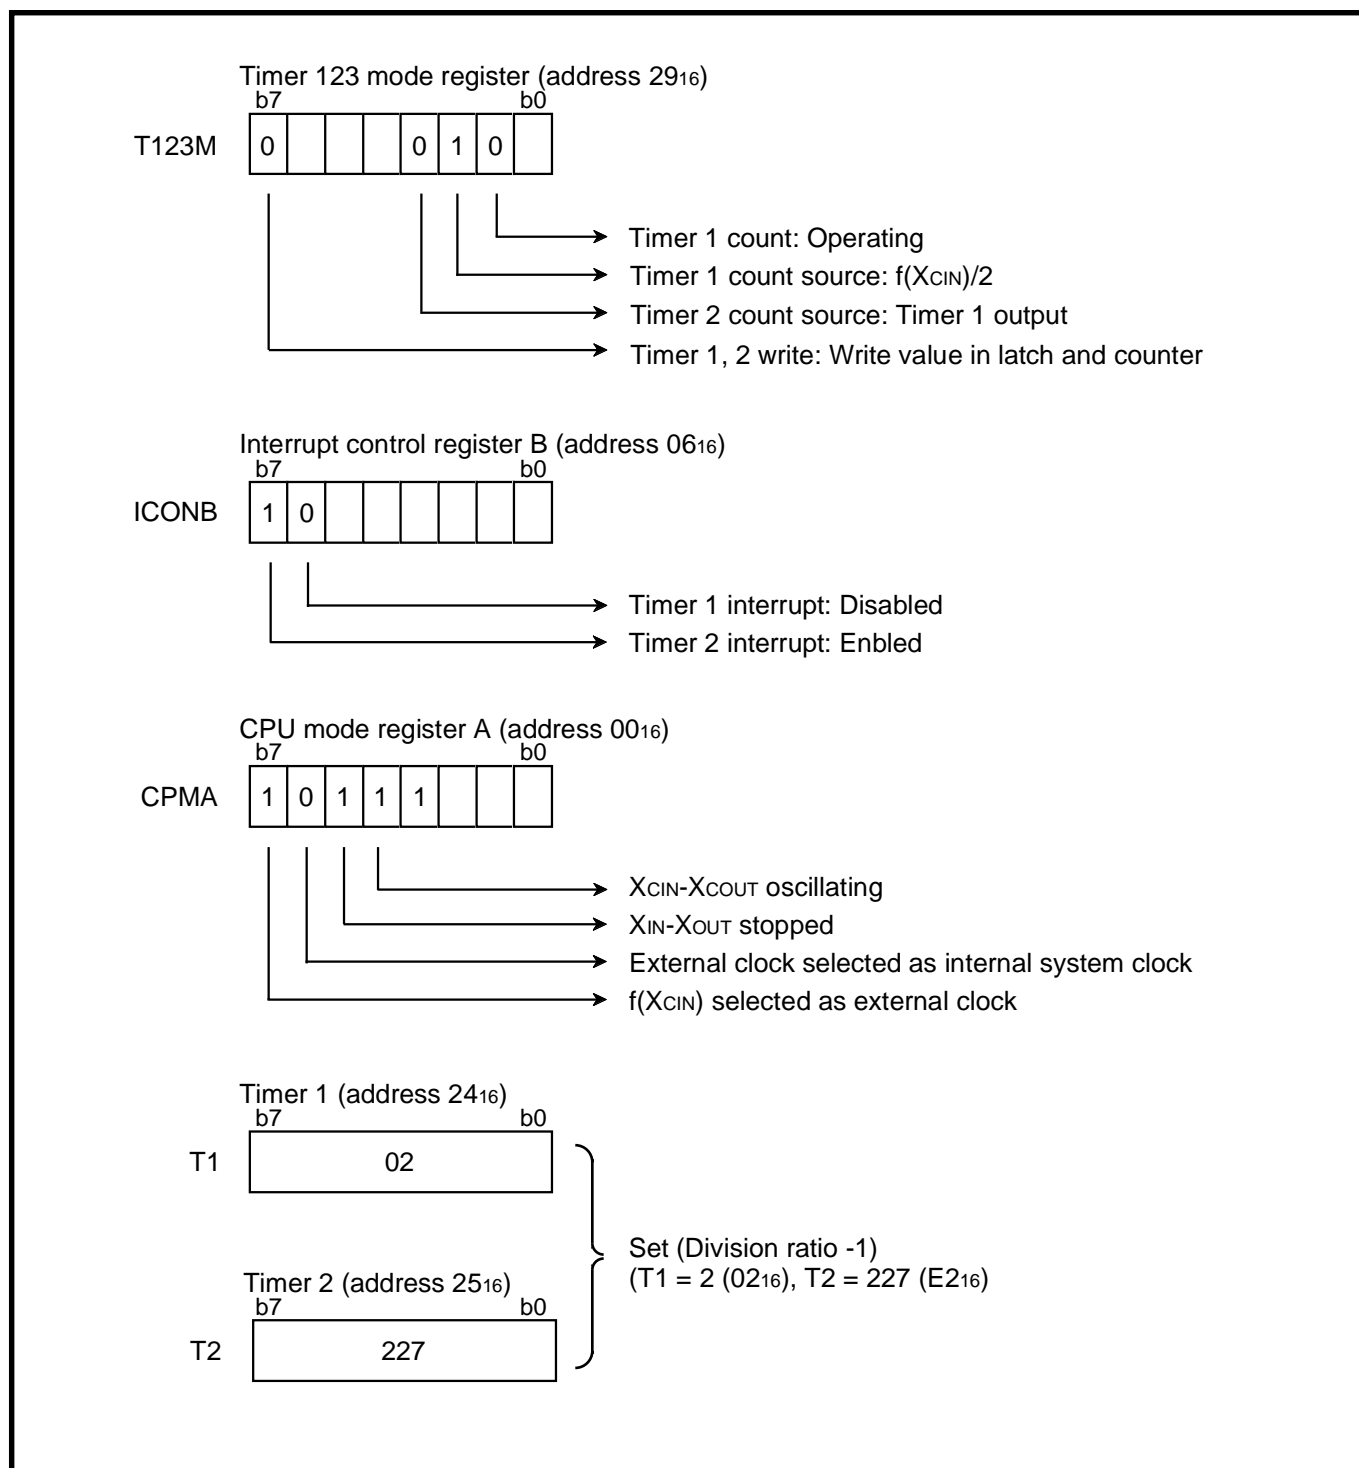 Timer 123 mode register (address 2916)
b7 b0
T123M 0 0 1 0
Timer 1 count: Operating
Timer 1 count source: f(XCIN)/2
Timer 2 count source: Timer 1 output
Timer 1, 2 write: Write value in latch and counter
Interrupt control register B (address 0616)
b7 b0
ICONB 1 0
Timer 1 interrupt: Disabled
Timer 2 interrupt: Enbled
CPU mode register A (address 0016)
b7 b0
CPMA 1 0 1 1 1
XCIN-XCOUT oscillating
XIN-XOUT stopped
External clock selected as internal system clock
f(XCIN) selected as external clock
Timer 1 (address 2416)
b7 b0
T1 02
Set (Division ratio -1)
(T1 = 2 (0216), T2 = 227 (E216)
Timer 2 (address 2516)
b7 b0
T2 227